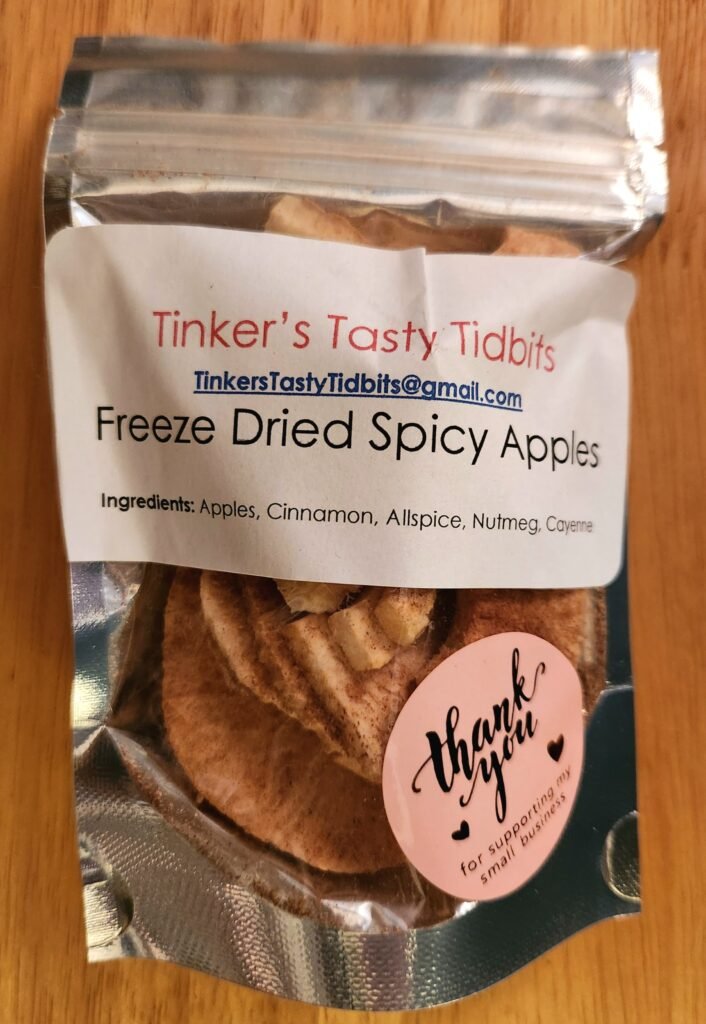 Tinker's Tasty Tidbits
TinkersTastyTidbits@gmail.com
Freeze Dried Spicy Apples
Ingredients: Apples, Cinnamon, Allspice, Nutmeg, Cayenne
thank
you
for supporting my
small business